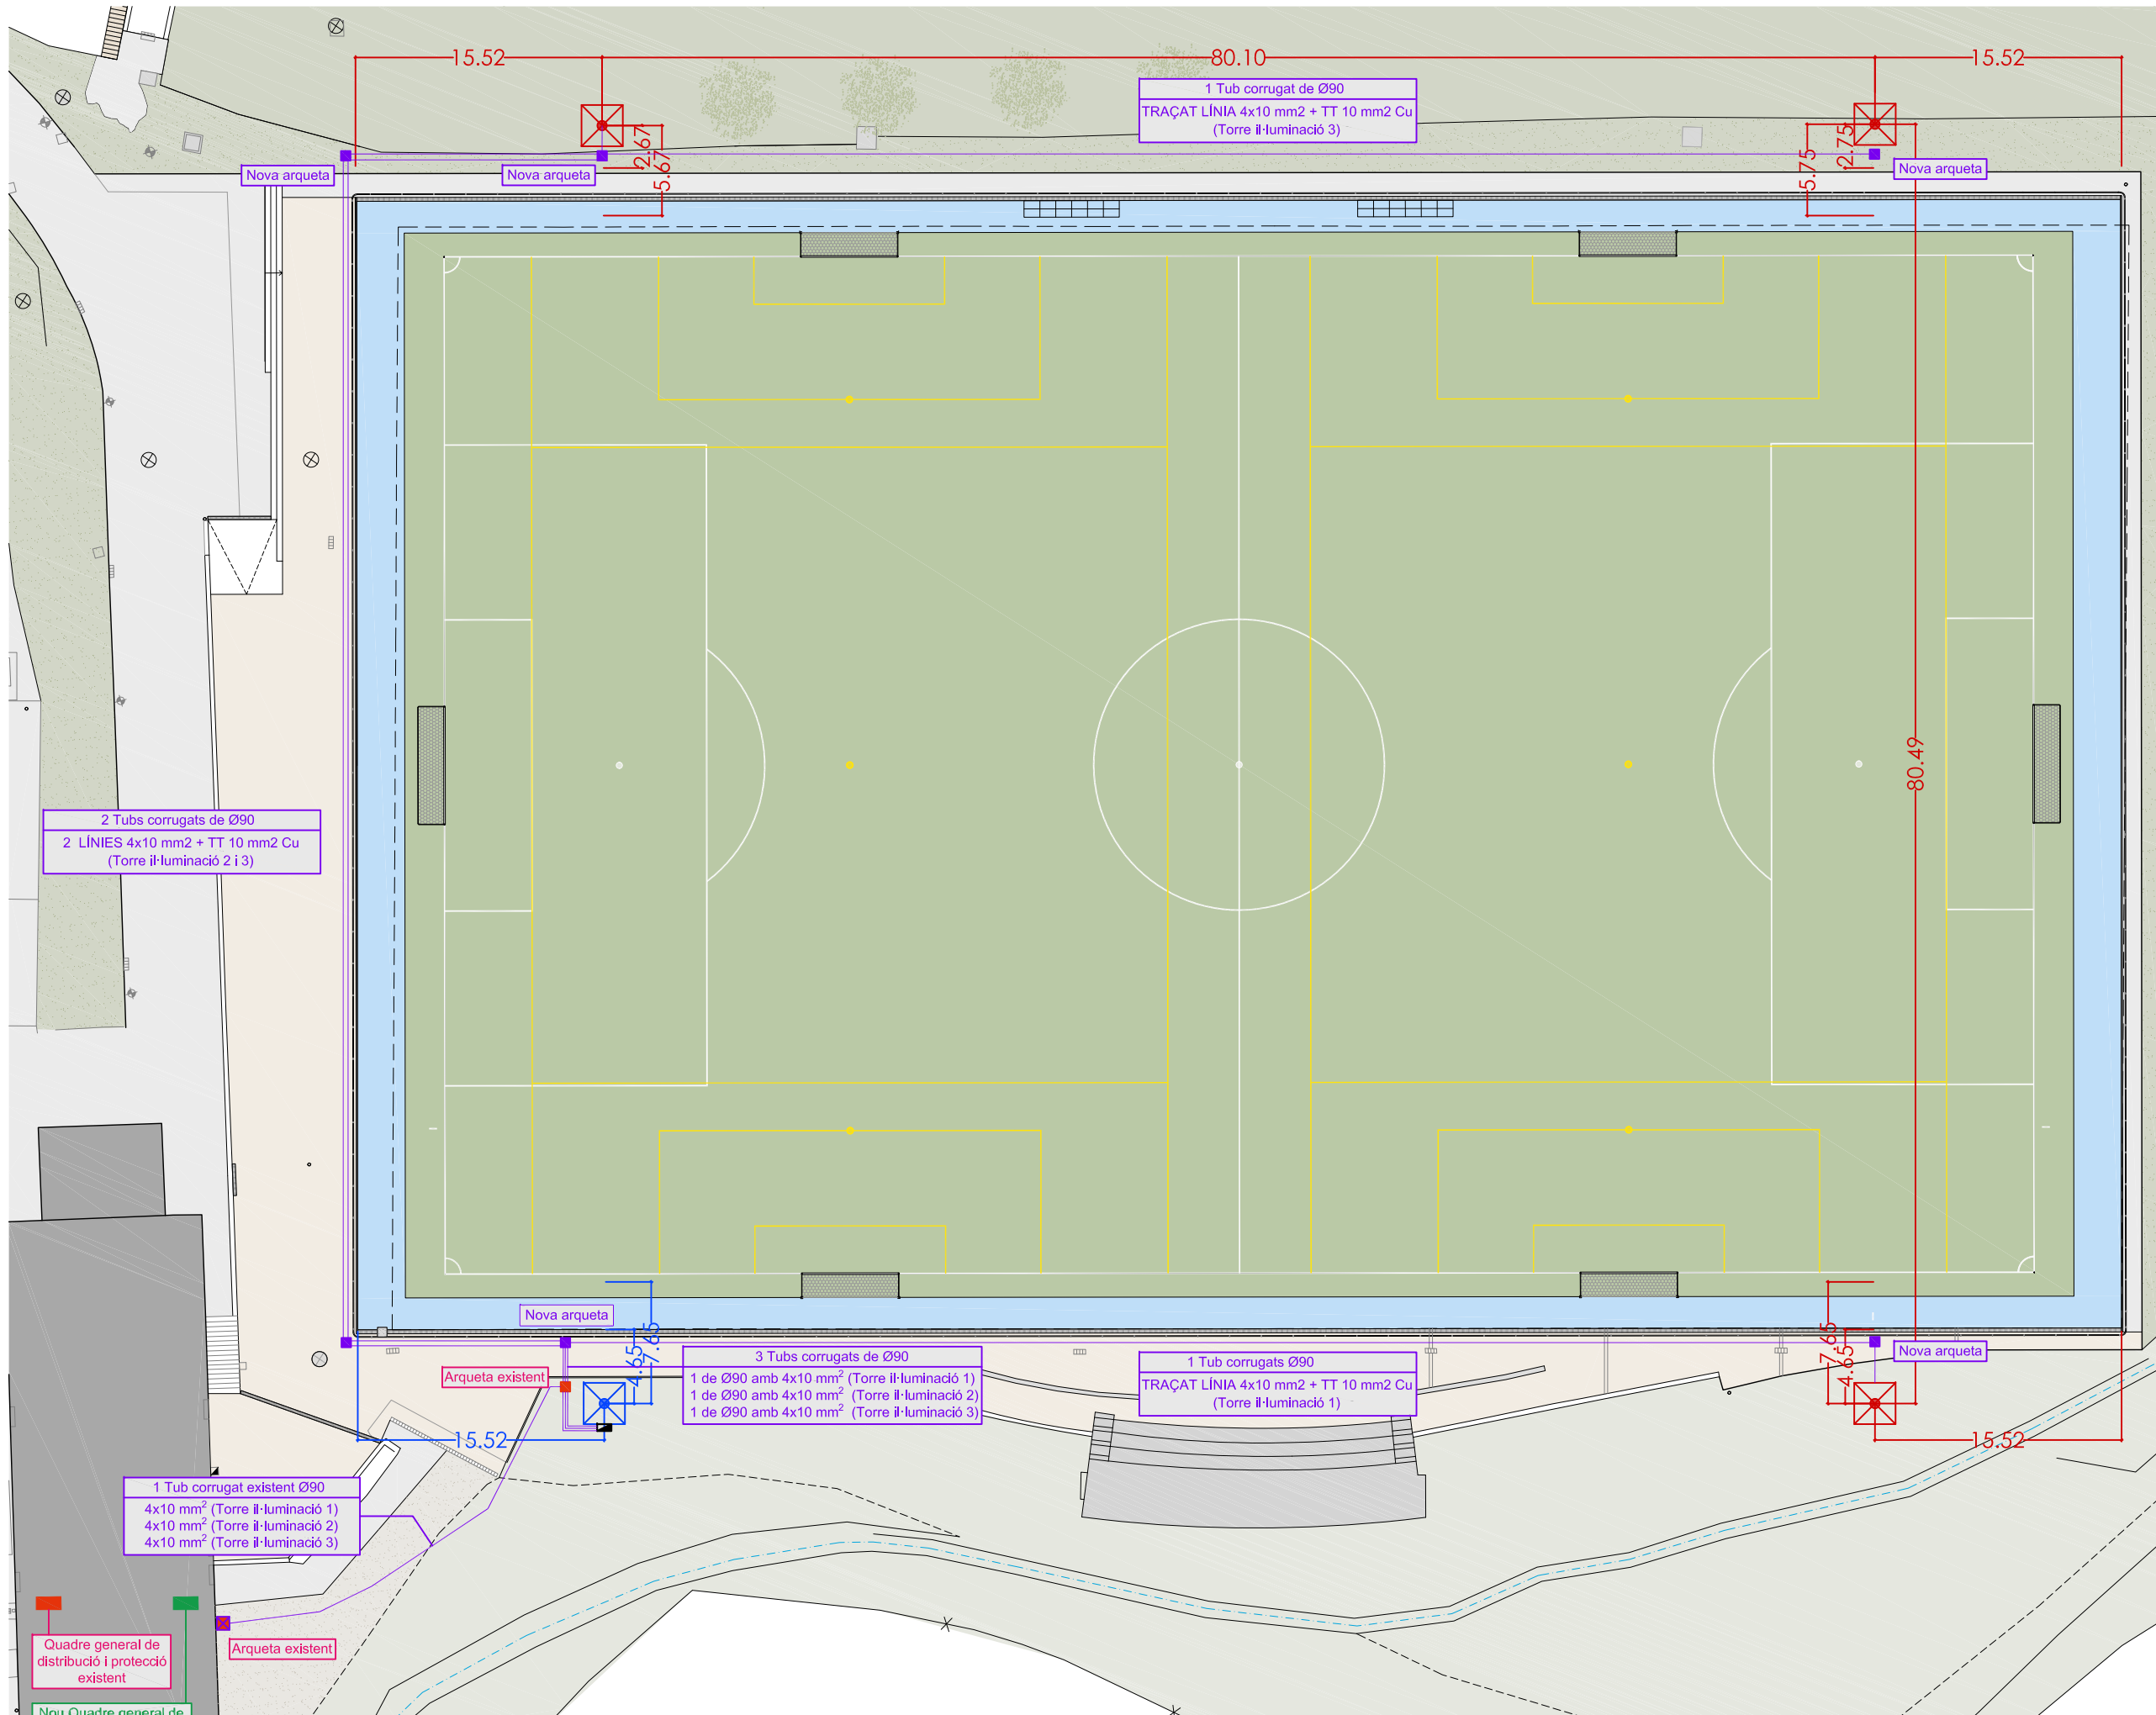 15.52
80.10
15.52
1 Tub corrugat de Ø90
TRAÇAT LÍNIA 4x10 mm2 + TT 10 mm2 Cu
(Torre il·luminació 3)
2.67
5.67
5.75
2.75
Nova arqueta
Nova arqueta
Nova arqueta
80.49
2 Tubs corrugats de Ø90
2 LÍNIES 4x10 mm2 + TT 10 mm2 Cu
(Torre il·luminació 2 i 3)
Nova arqueta
4.65
7.65
7.65
4.65
Nova arqueta
Arqueta existent
3 Tubs corrugats de Ø90
1 de Ø90 amb 4x10 mm² (Torre il·luminació 1)
1 de Ø90 amb 4x10 mm² (Torre il·luminació 2)
1 de Ø90 amb 4x10 mm² (Torre il·luminació 3)
1 Tub corrugats Ø90
TRAÇAT LÍNIA 4x10 mm2 + TT 10 mm2 Cu
(Torre il·luminació 1)
15.52
15.52
1 Tub corrugat existent Ø90
4x10 mm² (Torre il·luminació 1)
4x10 mm² (Torre il·luminació 2)
4x10 mm² (Torre il·luminació 3)
Arqueta existent
Quadre general de
distribució i protecció
existent
Nou Quadre general de